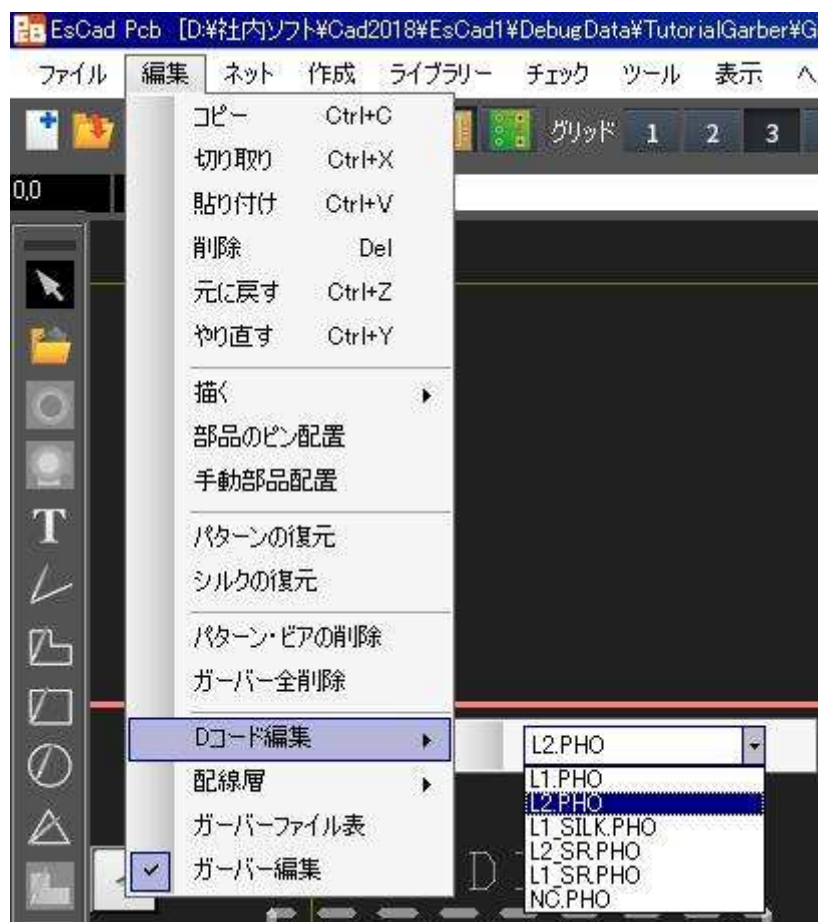 EsCad Pcb [D:¥社内ソフト¥Cad2018¥EsCad1¥DebugData¥TutorialGarber¥G
ファイル 編集 ネット 作成 ライブラリー チェック ツール 表示 ヘ
グリッド 1 2 3
0,0
コピー Ctrl+C
切り取り Ctrl+X
貼り付け Ctrl+V
削除 Del
元に戻す Ctrl+Z
やり直す Ctrl+Y
描く
部品のピン配置
手動部品配置
T
パターンの復元
シルクの復元
パターン・ビアの削除
ガーバー全削除
Dコード編集
L2.PHO
配線層
ガーバーファイル表
ガーバー編集
L1.PHO
L2.PHO
L1_SILK.PHO
L2_SR.PHO
L1_SR.PHO
NC.PHO
D